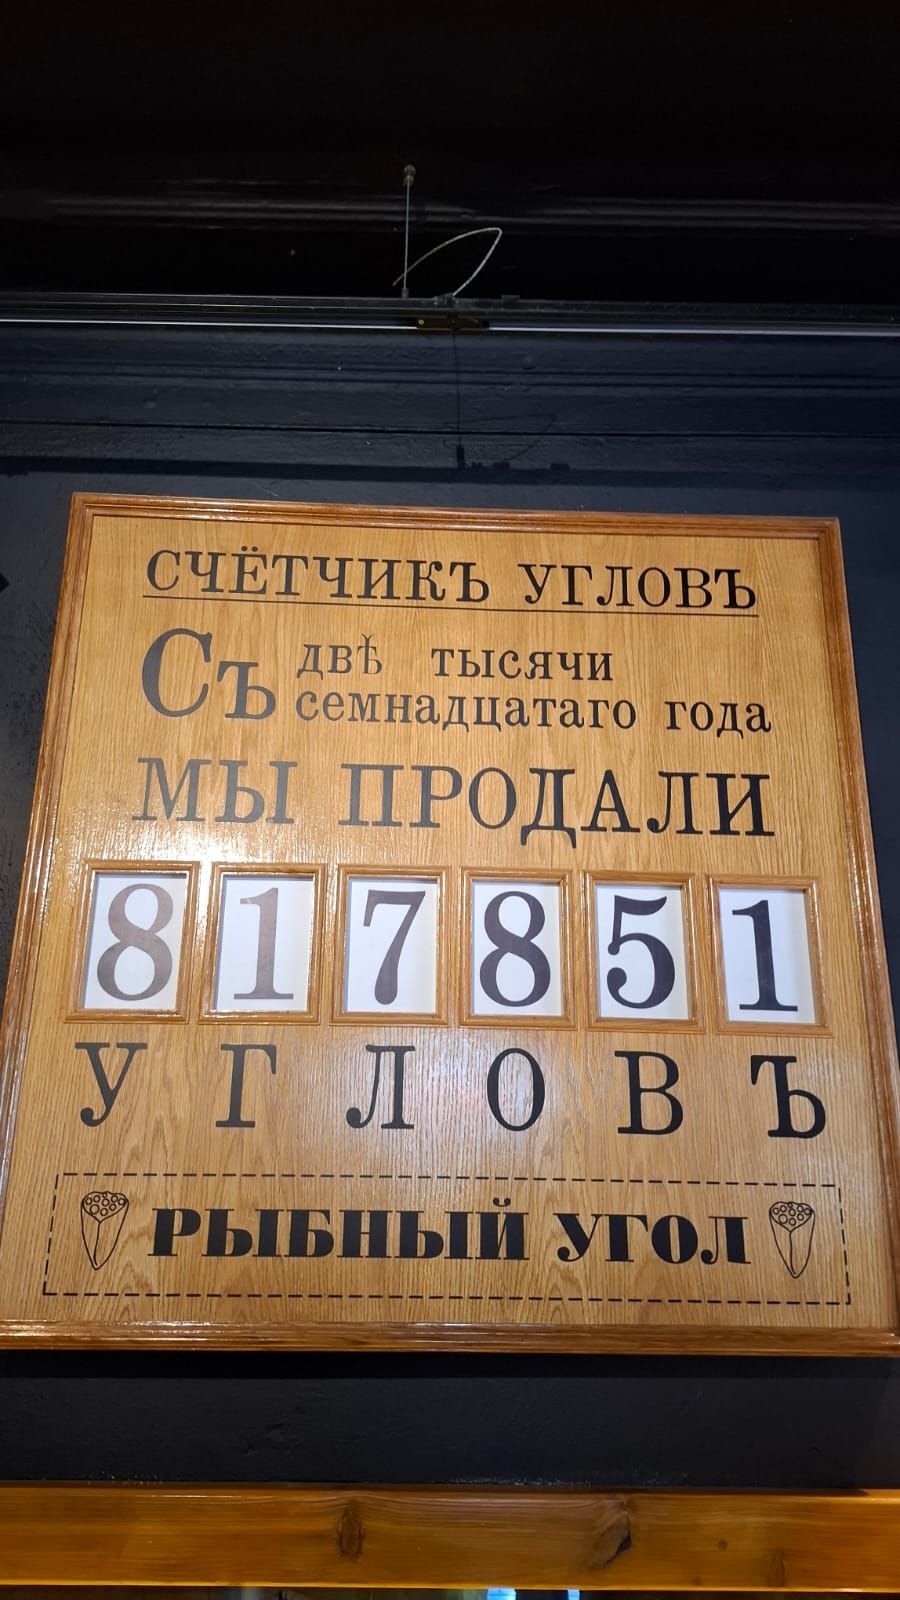 СЧЁТЧИКЪ УГЛОВЪ
Съ двѣ тысячи
семнадцатаго года
МЫ ПРОДАЛИ
817851
УГЛОВЪ
РЫБНЫЙ УГОЛ